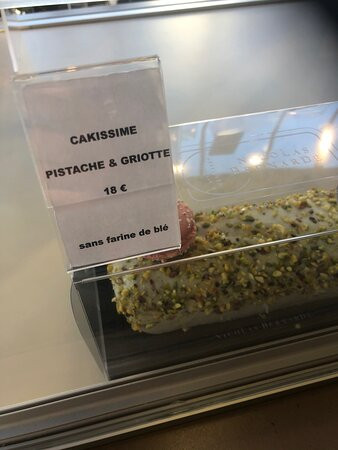 CAKISSIME
PISTACHE & GRIOTTE
18 €
sans farine de blé